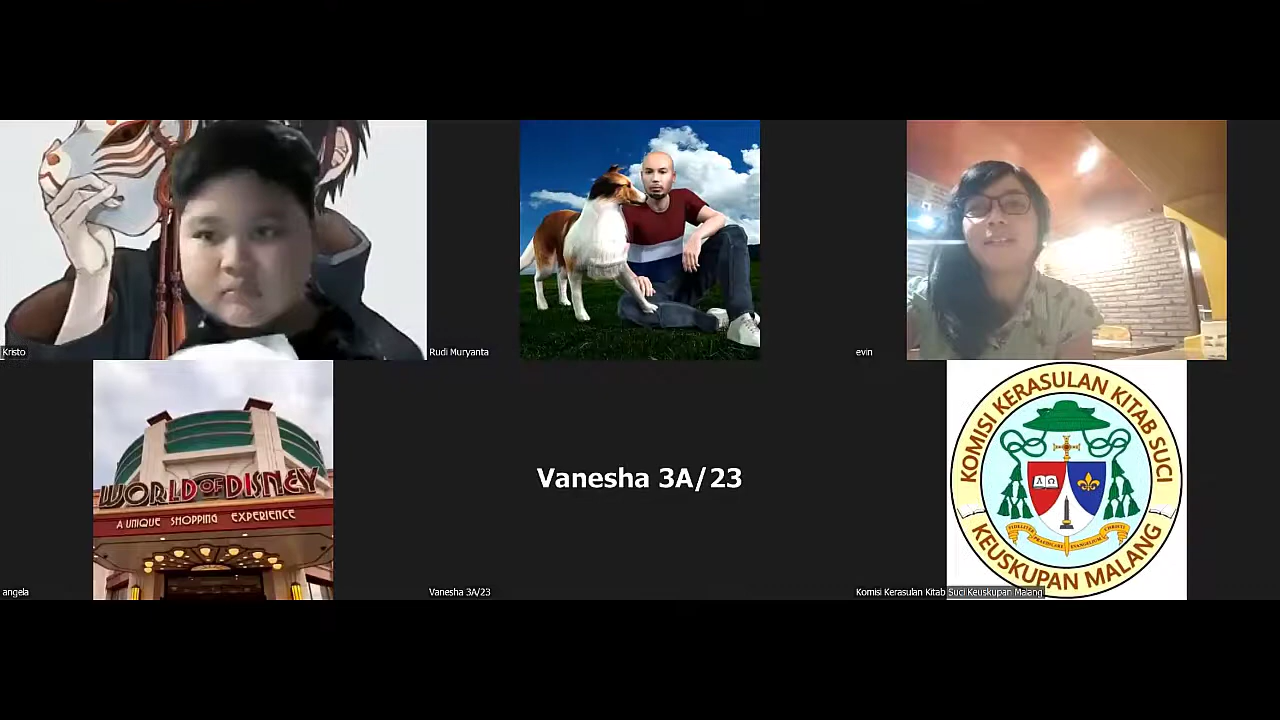 Kristo
Rudi Muryanta
evin
WORLD OF DISNEY
A UNIQUE SHOPPING EXPERIENCE
angela
Vanesha 3A/23
Vanesha 3A/23
KOMISI KERASULAN KITAB SUCI
KEUSKUPAN MALANG
Komisi Kerasulan Kitab Suci Keuskupan Malang